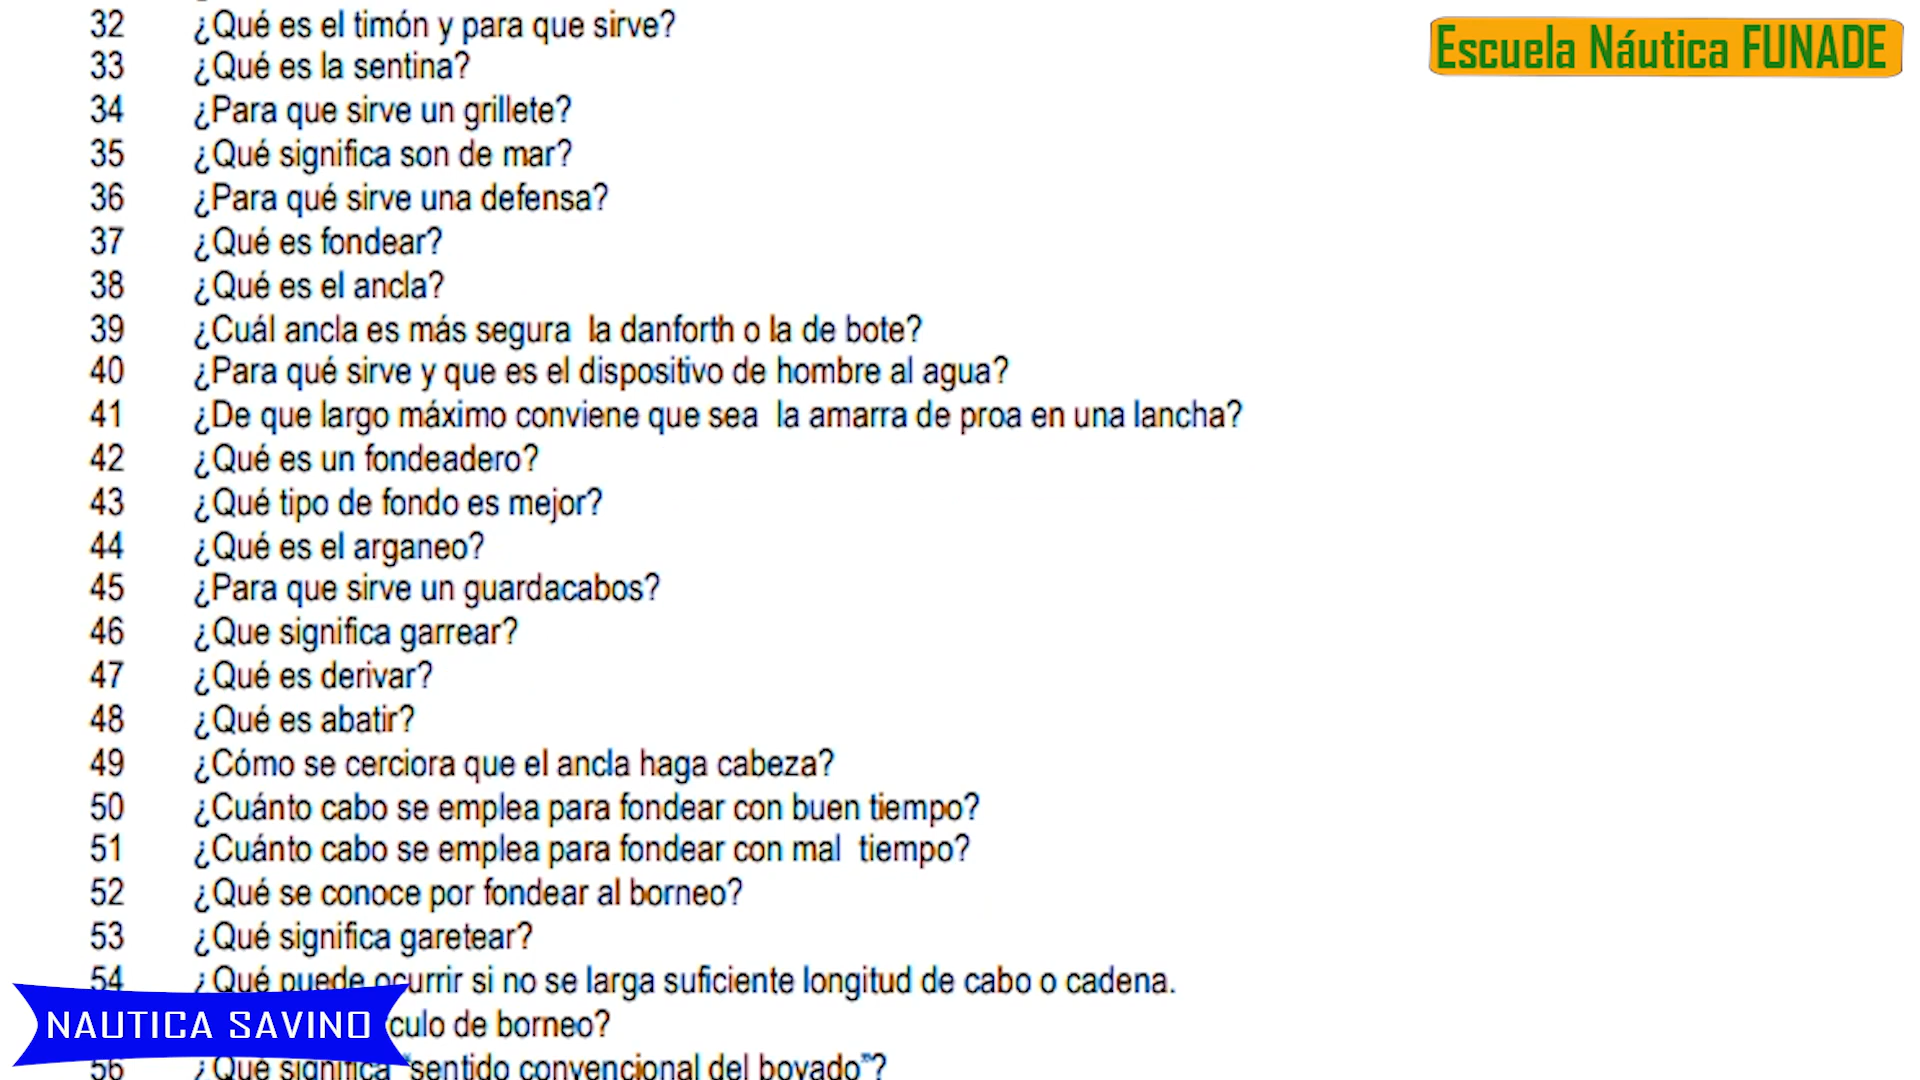 32 ¿Qué es el timón y para que sirve?
Escuela Náutica FUNADE
33 ¿Qué es la sentina?
34 ¿Para que sirve un grillete?
35 ¿Qué significa son de mar?
36 ¿Para qué sirve una defensa?
37 ¿Qué es fondear?
38 ¿Qué es el ancla?
39 ¿Cuál ancla es más segura la danforth o la de bote?
40 ¿Para qué sirve y que es el dispositivo de hombre al agua?
41 ¿De que largo máximo conviene que sea la amarra de proa en una lancha?
42 ¿Qué es un fondeadero?
43 ¿Qué tipo de fondo es mejor?
44 ¿Qué es el arganeo?
45 ¿Para que sirve un guardacabos?
46 ¿Que significa garrear?
47 ¿Qué es derivar?
48 ¿Qué es abatir?
49 ¿Cómo se cerciora que el ancla haga cabeza?
50 ¿Cuánto cabo se emplea para fondear con buen tiempo?
51 ¿Cuánto cabo se emplea para fondear con mal tiempo?
52 ¿Qué se conoce por fondear al borneo?
53 ¿Qué significa garetear?
54 ¿Qué puede ocurrir si no se larga suficiente longitud de cabo o cadena.
NAUTICA SAVINO
culo de borneo?
56 ¿Qué significa "sentido convencional del boyado"?